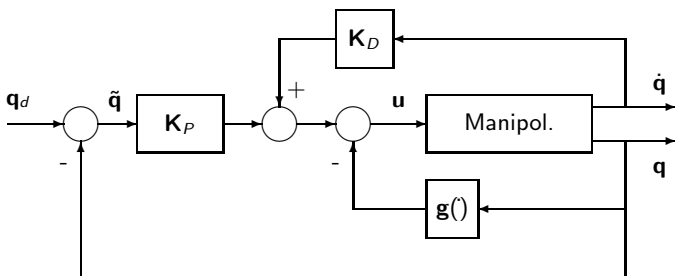 K_D
+
q̇
q_d
q̃
u
K_P
Manipol.
-
-
q
g(·)